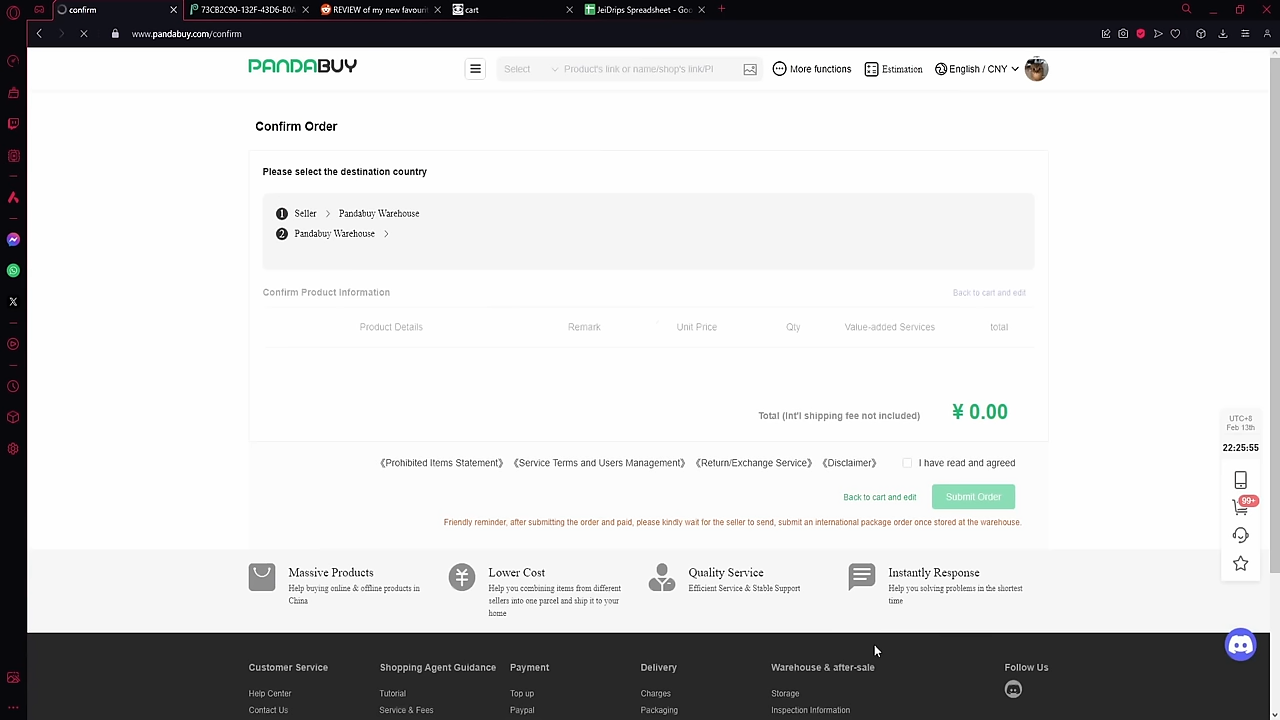 confirm
73CB2C90-132F-43D6-B0A
REVIEW of my new favouri
cart
JeiDrips Spreadsheet - Goo
www.pandabuy.com/confirm
PANDABUY
Select
Product's link or name/shop's link/PI
More functions
Estimation
English / CNY
Confirm Order
Please select the destination country
1 Seller > Pandabuy Warehouse
2 Pandabuy Warehouse >
Confirm Product Information
Back to cart and edit
Product Details Remark Unit Price Qty Value-added Services total
Total (Int'l shipping fee not included) ¥ 0.00
《Prohibited Items Statement》 《Service Terms and Users Management》 《Return/Exchange Service》 《Disclaimer》 I have read and agreed
Back to cart and edit
Submit Order
Friendly reminder, after submitting the order and paid, please kindly wait for the seller to send, submit an international package order once stored at the warehouse.
UTC+8
Feb 13th
22:25:55
99+
Massive Products
Help buying online & offline products in
China
Lower Cost
Help you combining items from different
sellers into one parcel and ship it to your
home
Quality Service
Efficient Service & Stable Support
Instantly Response
Help you solving problems in the shortest
time
Customer Service Shopping Agent Guidance Payment Delivery Warehouse & after-sale Follow Us
Help Center Tutorial Top up Charges Storage
Contact Us Service & Fees Paypal Packaging Inspection Information